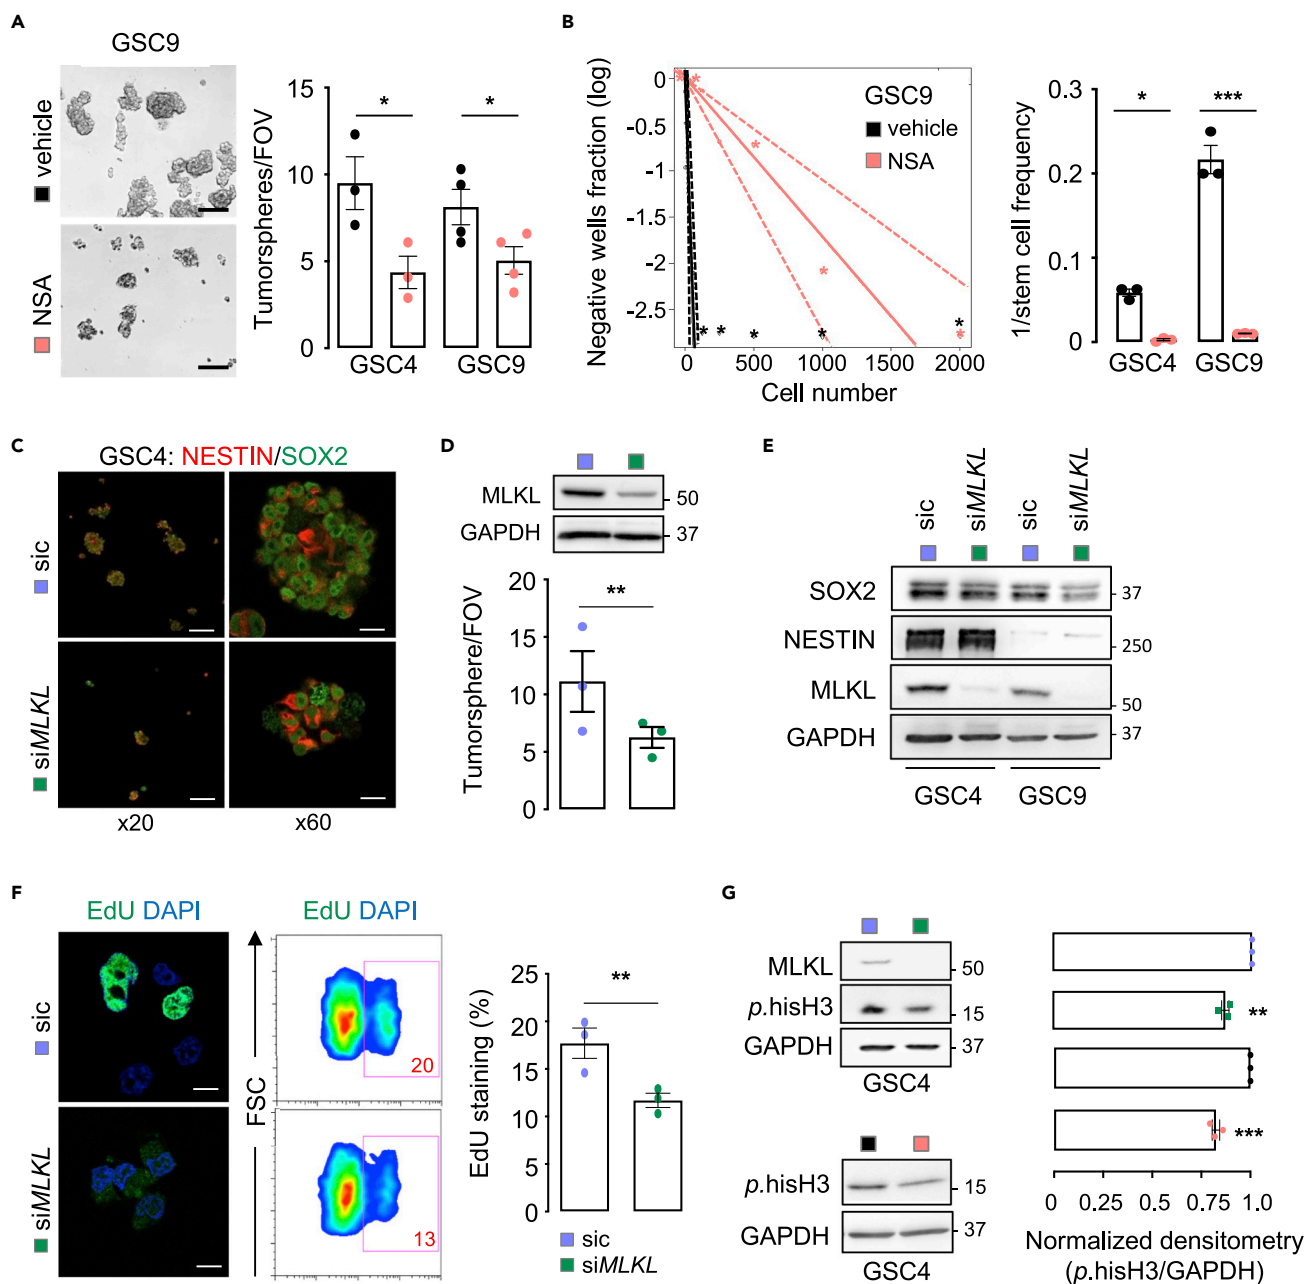 A
GSC9
vehicle
NSA
Tumorspheres/FOV
15
10
5
0
*
*
GSC4
GSC9
B
Negative wells fraction (log)
0
-0.5
-1
-1.5
-2
-2.5
GSC9
vehicle
NSA
0
500
1000
1500
2000
Cell number
1/stem cell frequency
0.3
0.2
0.1
0
*
***
GSC4
GSC9
C
GSC4: NESTIN/SOX2
sic
siMLKL
x20
x60
D
MLKL
50
GAPDH
37
Tumorsphere/FOV
20
15
10
5
0
**
E
sic
siMLKL
sic
siMLKL
SOX2
37
NESTIN
250
MLKL
50
GAPDH
37
GSC4
GSC9
F
EdU DAPI
EdU DAPI
sic
siMLKL
FSC
20
13
EdU staining (%)
25
20
15
10
5
0
**
sic
siMLKL
G
MLKL
50
p.hisH3
15
GAPDH
37
GSC4
p.hisH3
15
GAPDH
37
GSC4
**
***
0
0.25
0.5
0.75
1.0
Normalized densitometry
(p.hisH3/GAPDH)